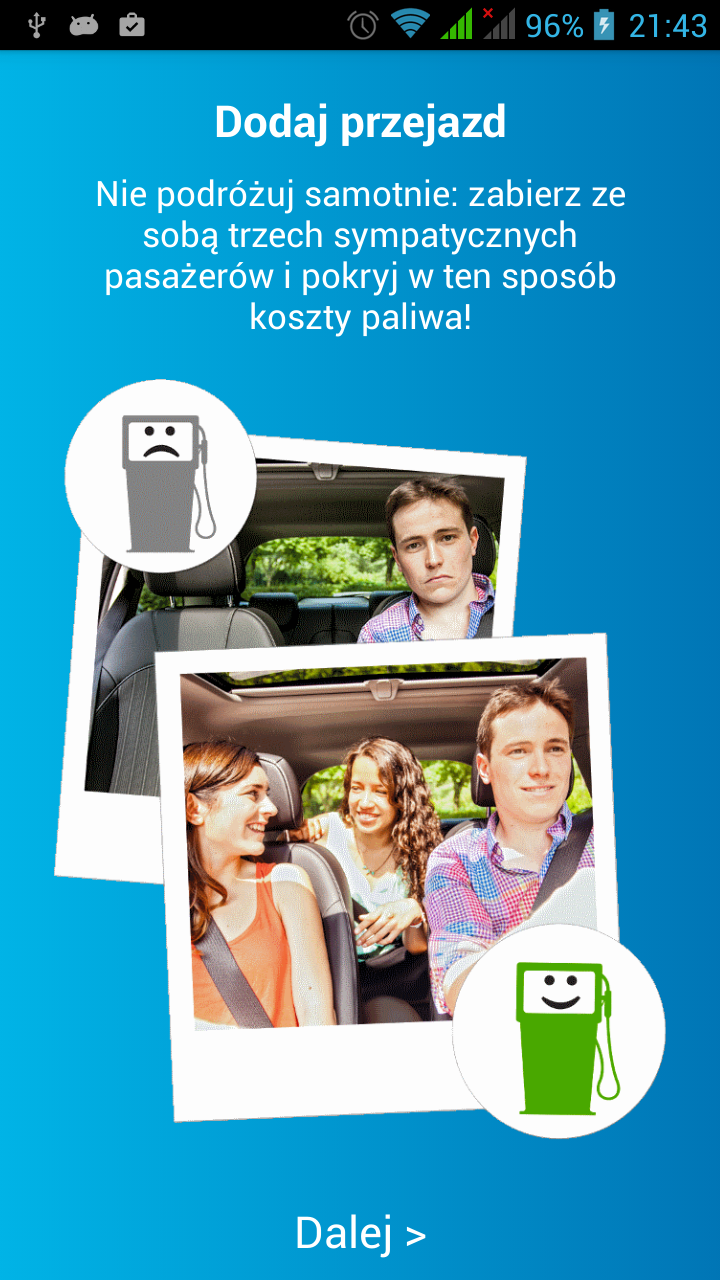 96% 21:43
Dodaj przejazd
Nie podróżuj samotnie: zabierz ze
sobą trzech sympatycznych
pasażerów i pokryj w ten sposób
koszty paliwa!
Dalej >